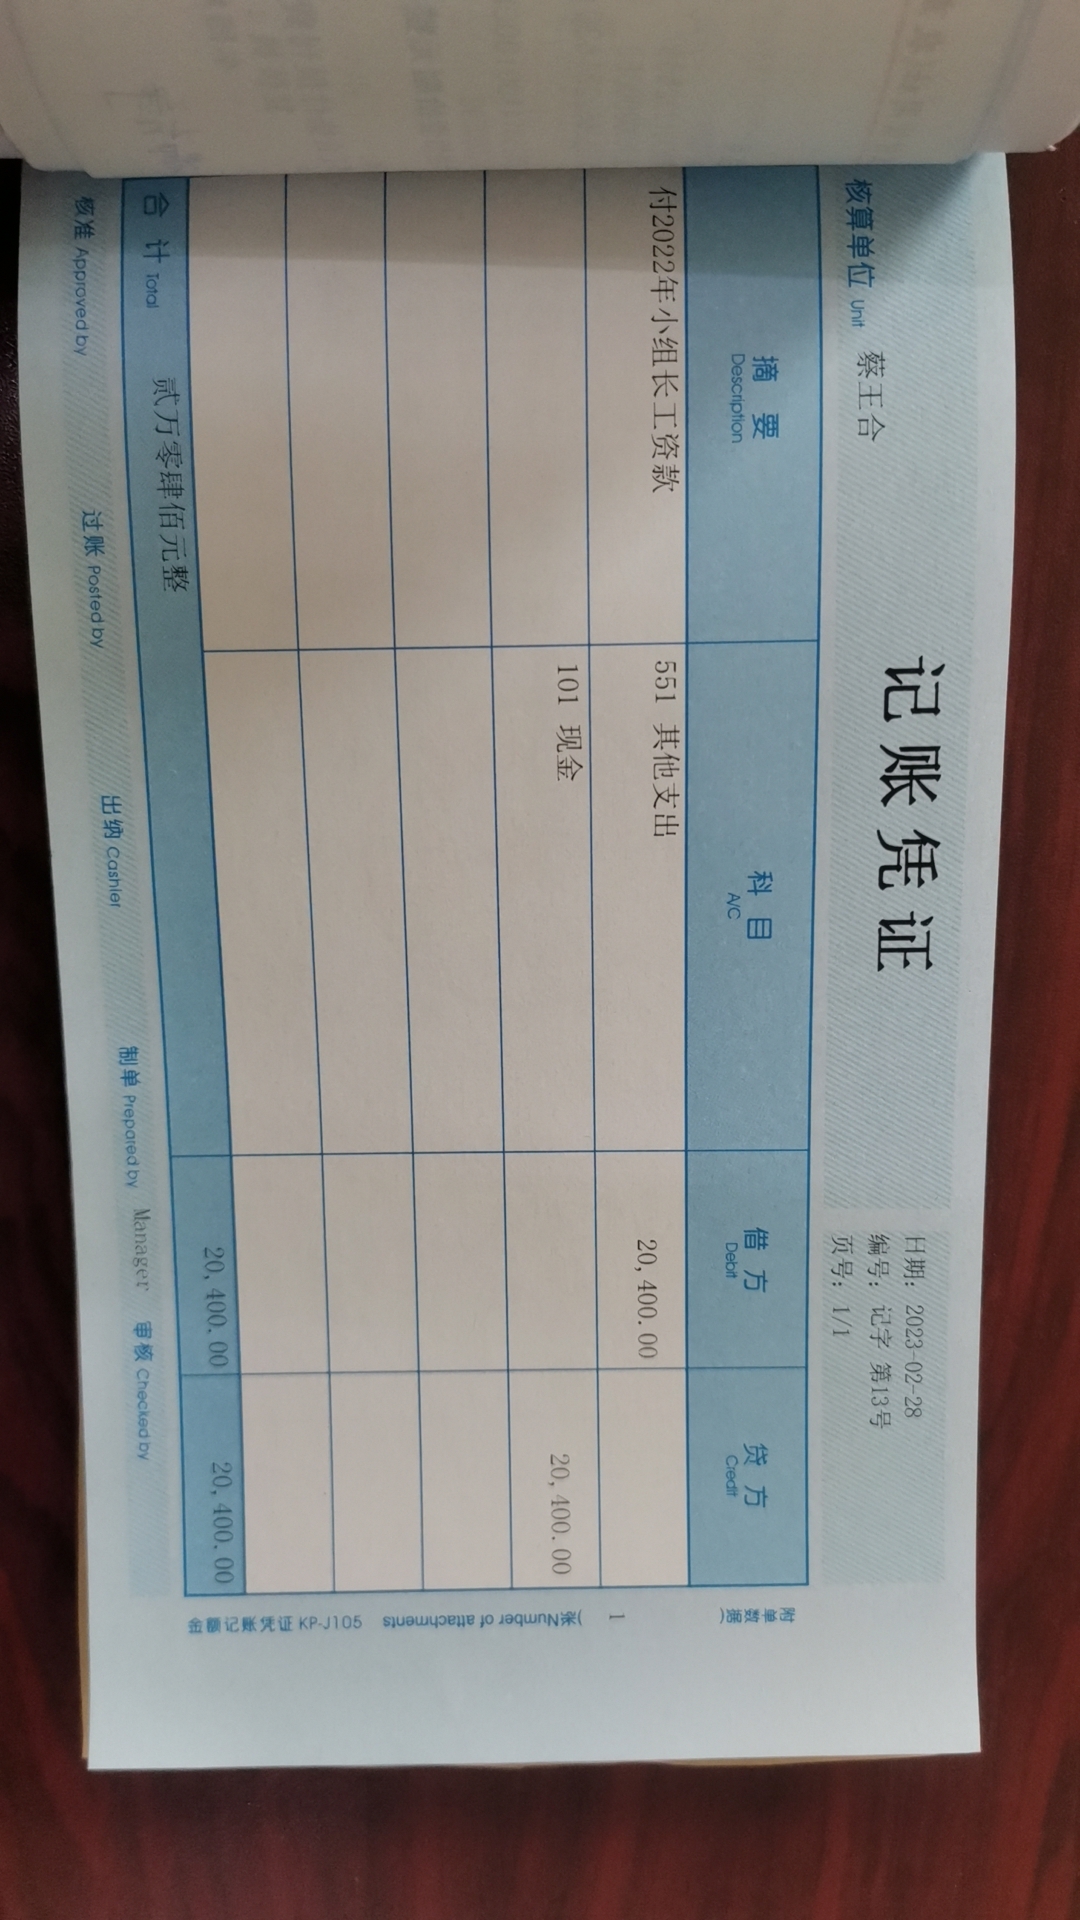 记账凭证
核算单位 Unit 蔡王合
日期: 2023-02-28
编号: 记字 第13号
页号: 1/1
摘要 Description 科目 A/C 借方 Debit 贷方 Credit
付2022年小组长工资款 551 其他支出 20,400.00
101 现金 20,400.00
合计 Total 贰万零肆佰元整 20,400.00 20,400.00
核准 Approved by 过账 Posted by 出纳 Cashier 制单 Prepared by Manager 审核 Checked by
附单数据(
1
)张 Number of attachments
金额记账凭证 KP-J105